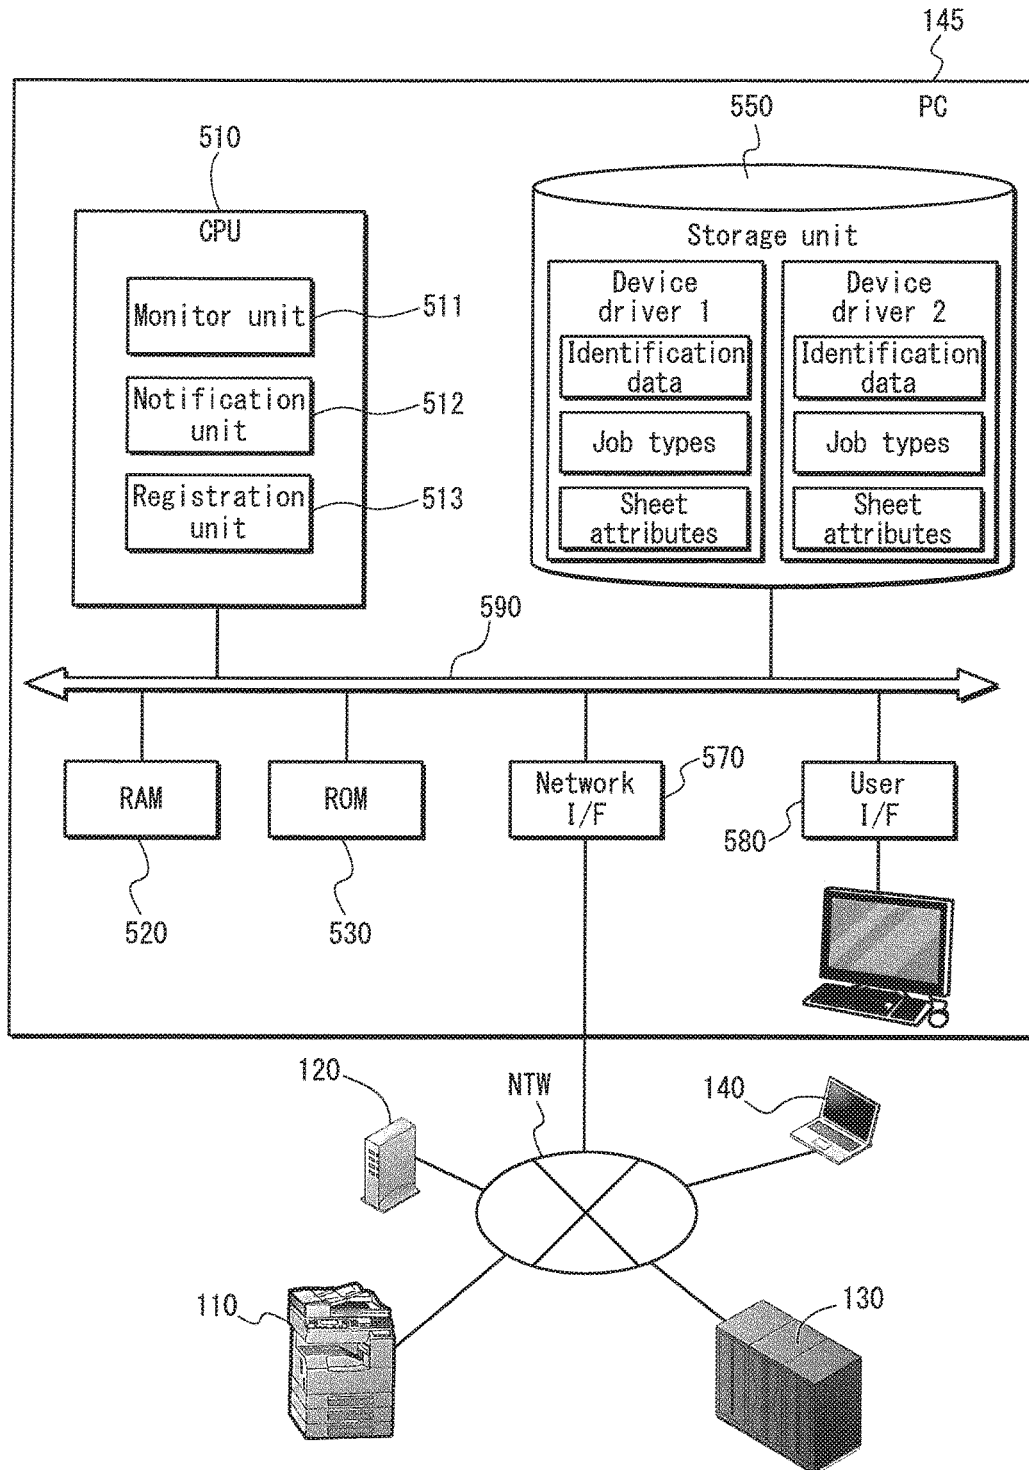 145
PC
550
510
CPU
Storage unit
Monitor unit
511
Notification
unit
512
Registration
unit
513
Device
driver 1
Identification
data
Job types
Sheet
attributes
Device
driver 2
Identification
data
Job types
Sheet
attributes
590
RAM
ROM
Network
I/F
570
User
I/F
580
520
530
120
NTW
140
110
130